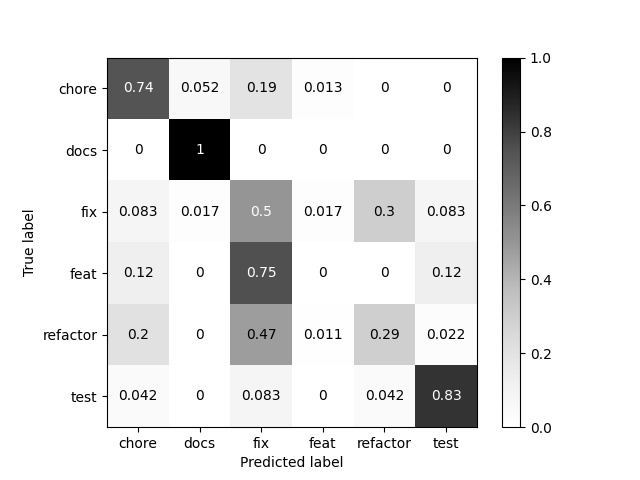 chore 0.74 0.052 0.19 0.013 0 0
docs 0 1 0 0 0 0
fix 0.083 0.017 0.5 0.017 0.3 0.083
feat 0.12 0 0.75 0 0 0.12
refactor 0.2 0 0.47 0.011 0.29 0.022
test 0.042 0 0.083 0 0.042 0.83
chore docs fix feat refactor test
Predicted label
True label
1.0
0.8
0.6
0.4
0.2
0.0